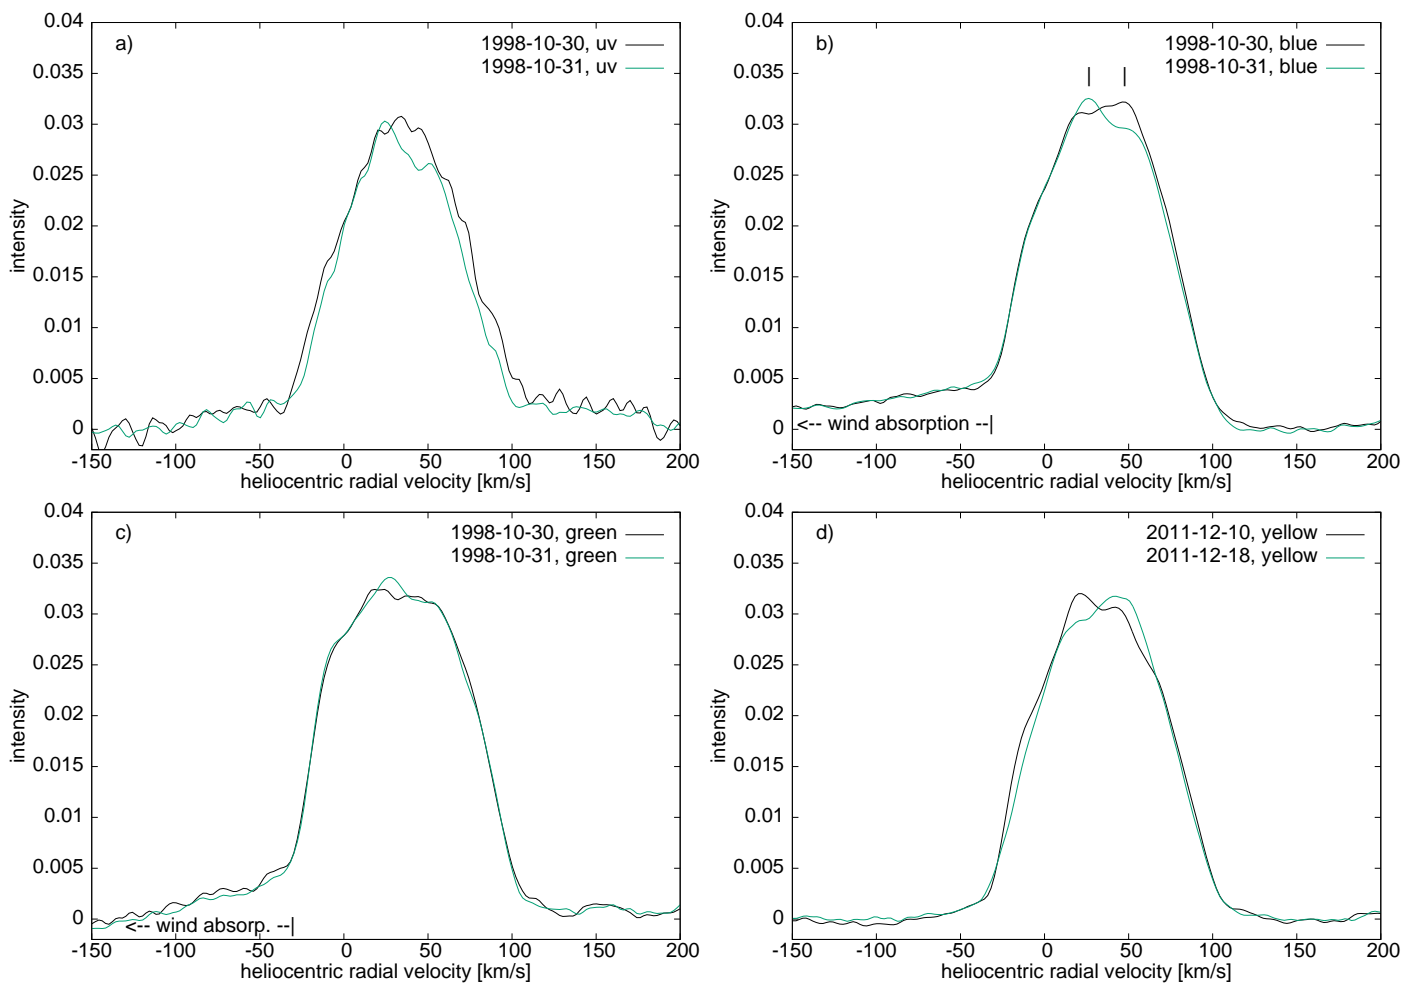 a)
1998-10-30, uv
1998-10-31, uv
0.04
0.035
0.03
0.025
0.02
0.015
0.01
0.005
0
intensity
-150 -100 -50 0 50 100 150 200
heliocentric radial velocity [km/s]
b)
1998-10-30, blue
1998-10-31, blue
| |
0.04
0.035
0.03
0.025
0.02
0.015
0.01
0.005
0
intensity
<-- wind absorption --|
-150 -100 -50 0 50 100 150 200
heliocentric radial velocity [km/s]
c)
1998-10-30, green
1998-10-31, green
0.04
0.035
0.03
0.025
0.02
0.015
0.01
0.005
0
intensity
<-- wind absorp. --|
-150 -100 -50 0 50 100 150 200
heliocentric radial velocity [km/s]
d)
2011-12-10, yellow
2011-12-18, yellow
0.04
0.035
0.03
0.025
0.02
0.015
0.01
0.005
0
intensity
-150 -100 -50 0 50 100 150 200
heliocentric radial velocity [km/s]